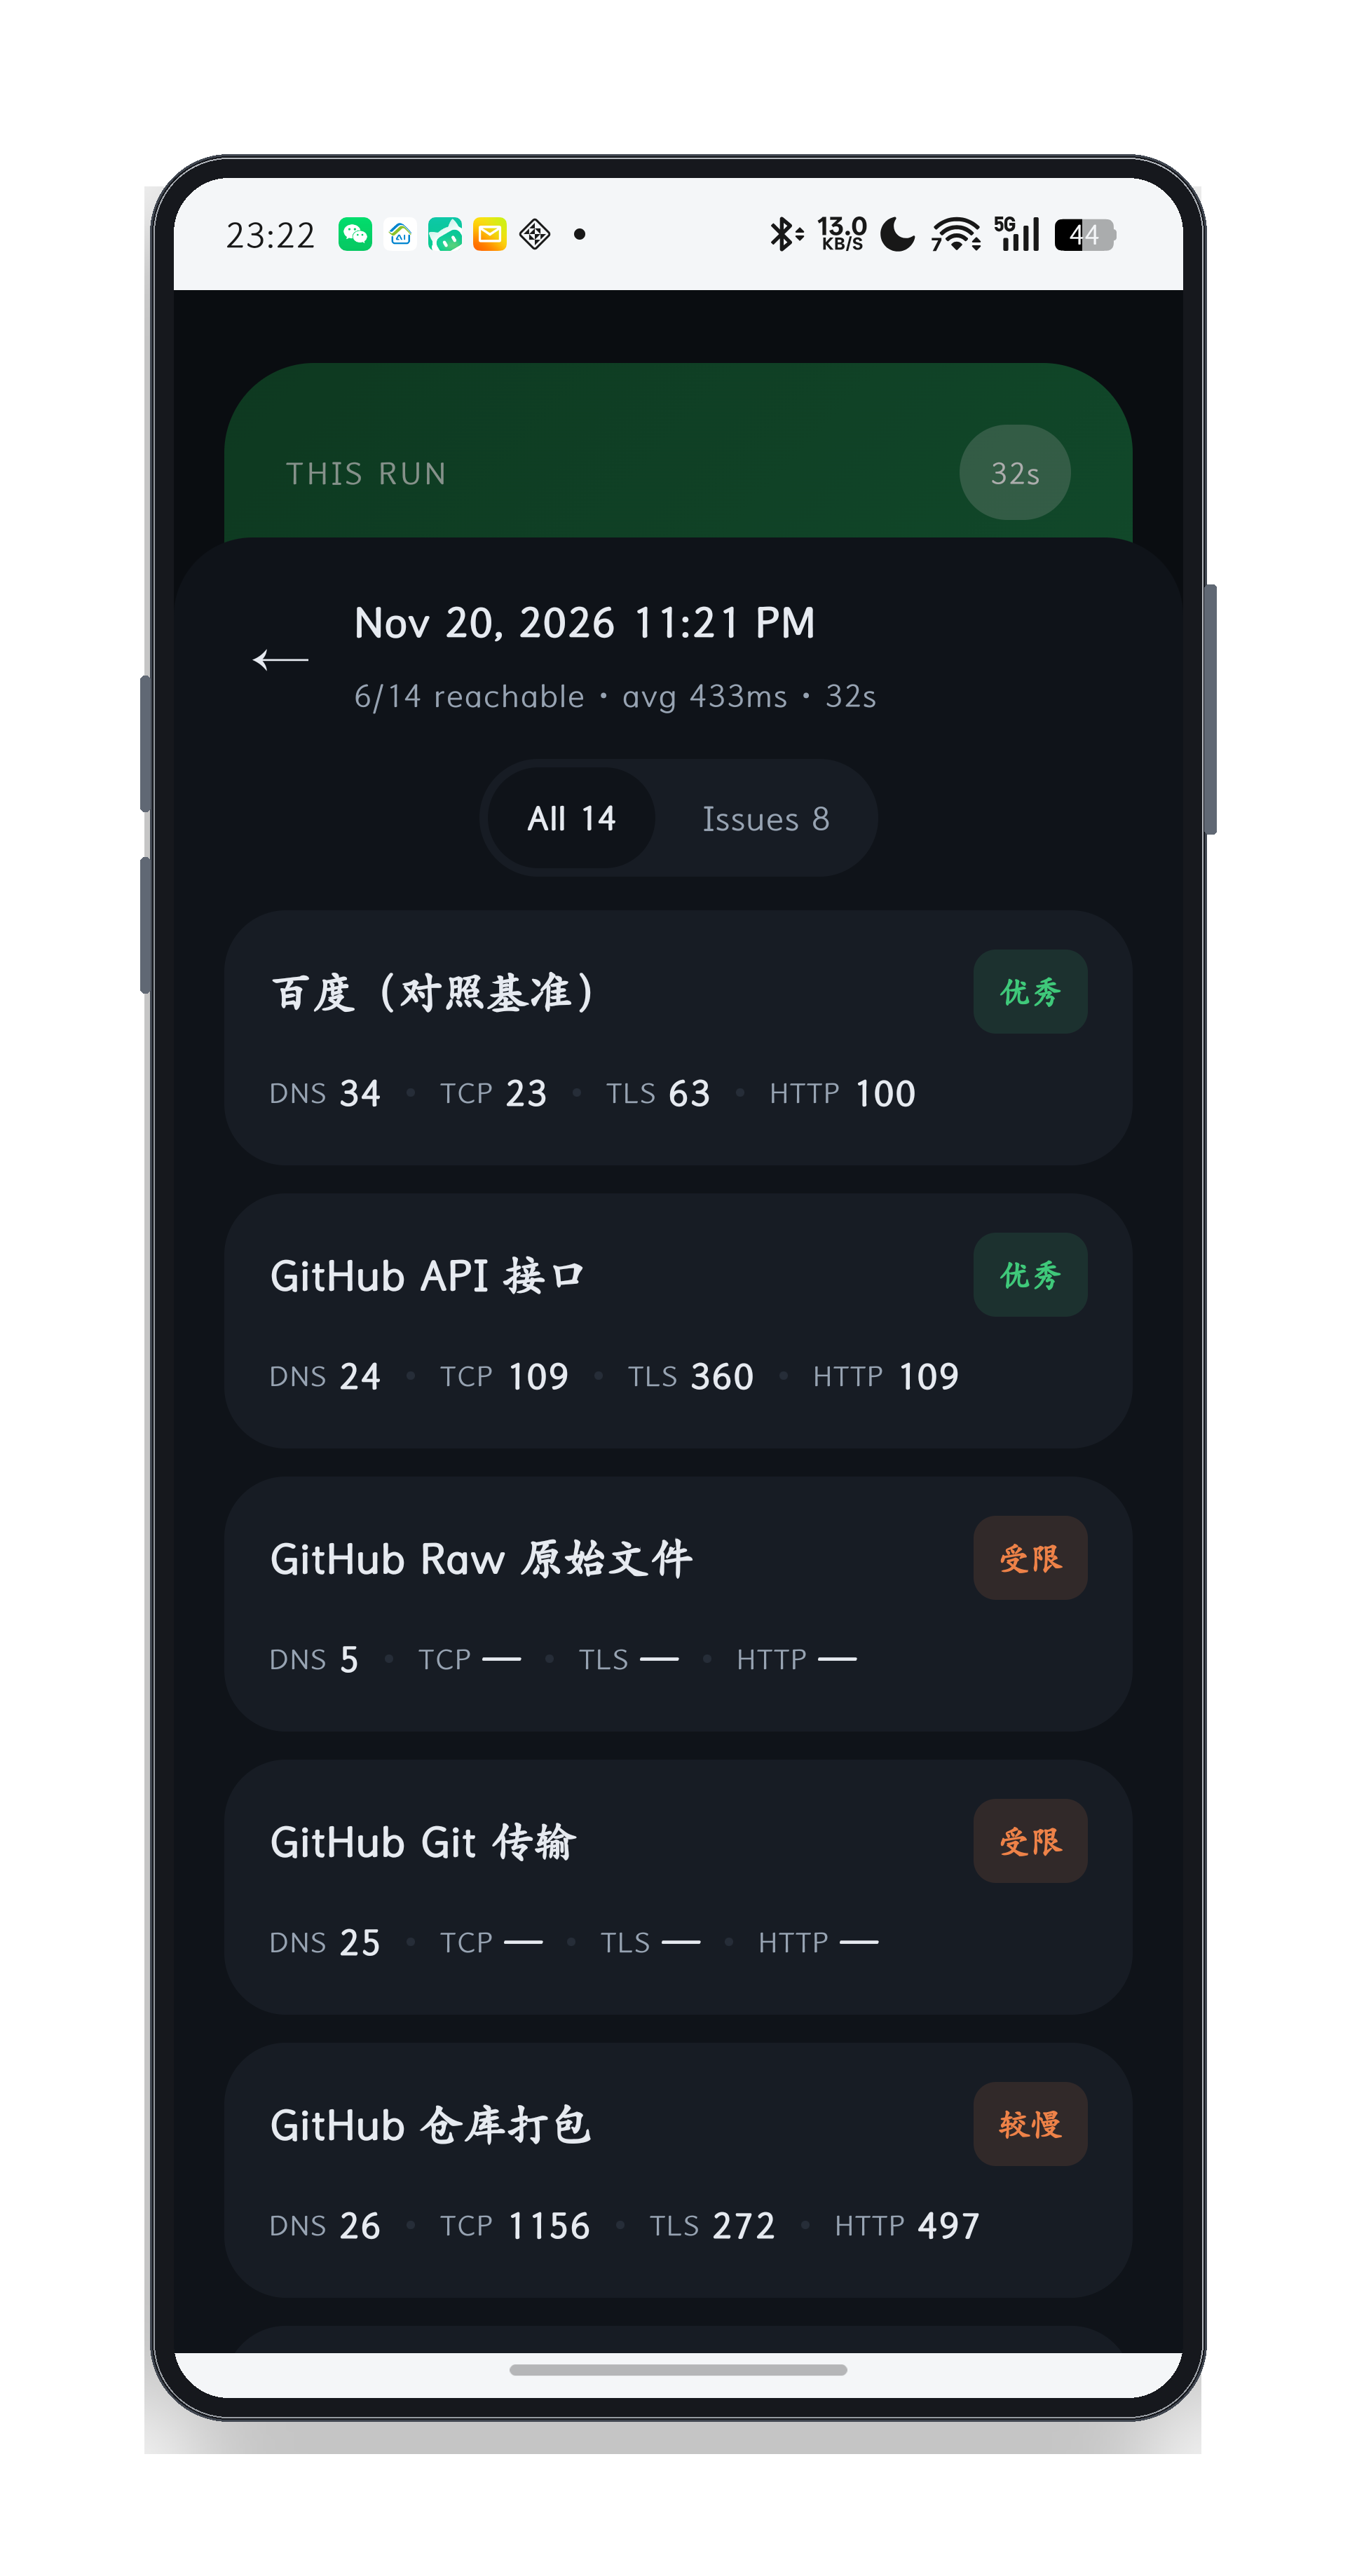 23:22
13.0 KB/S
7
5G
44
THIS RUN
32s
Nov 20, 2026 11:21 PM
6/14 reachable • avg 433ms • 32s
All 14
Issues 8
百度（对照基准）
优秀
DNS 34 • TCP 23 • TLS 63 • HTTP 100
GitHub API 接口
优秀
DNS 24 • TCP 109 • TLS 360 • HTTP 109
GitHub Raw 原始文件
受限
DNS 5 • TCP — • TLS — • HTTP —
GitHub Git 传输
受限
DNS 25 • TCP — • TLS — • HTTP —
GitHub 仓库打包
较慢
DNS 26 • TCP 1156 • TLS 272 • HTTP 497